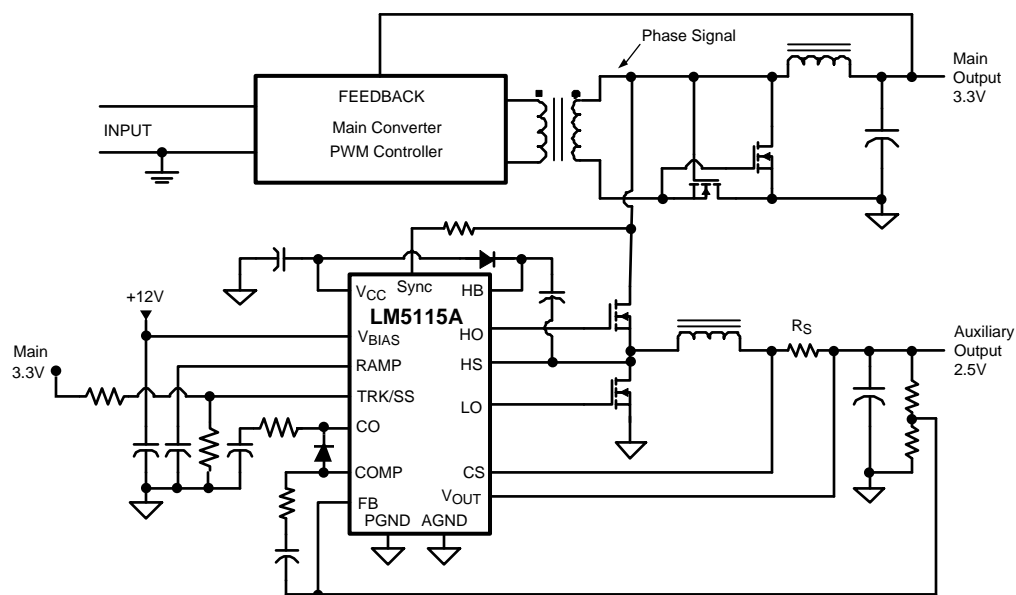 Phase Signal
Main
Output
3.3V
FEEDBACK
Main Converter
PWM Controller
INPUT
Sync
VCC
HB
LM5115A
+12V
VBIAS
HO
RS
Auxiliary
Output
2.5V
Main
3.3V
RAMP
HS
TRK/SS
LO
CO
COMP
CS
VOUT
FB
PGND AGND